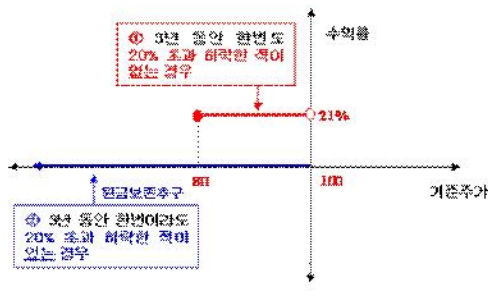 ① 3년 동안 한번도
20% 초과 하락한 적이
없는 경우
수익률
21%
80
100
기준주가
원금보존추구
② 3년 동안 한번이라도
20% 초과 하락한 적이
있는 경우